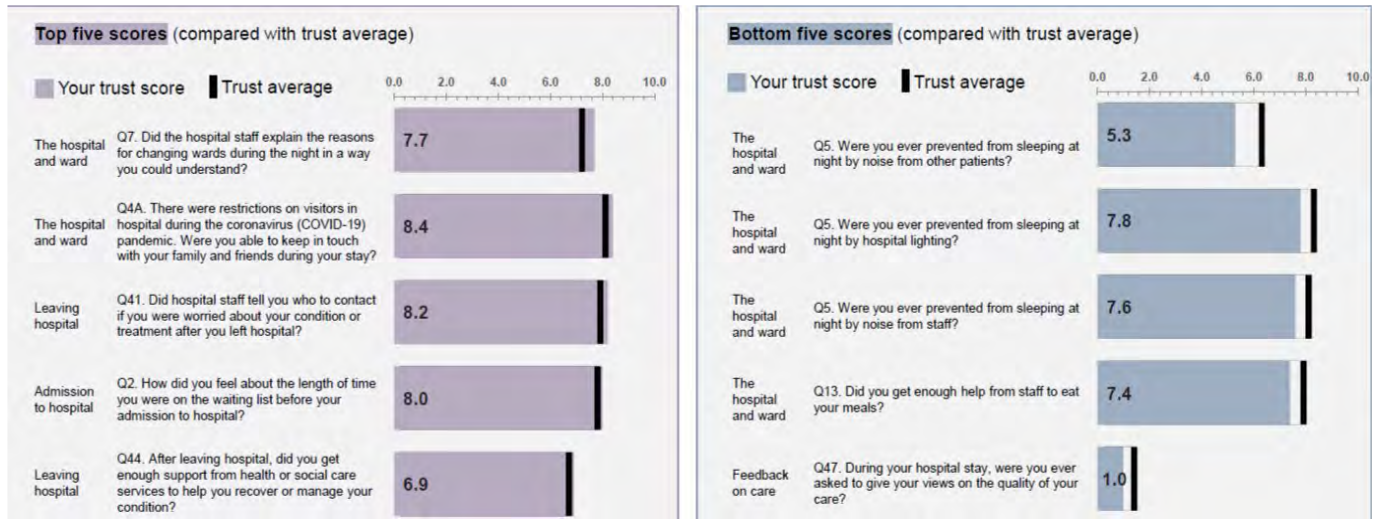 Top five scores (compared with trust average)
Your trust score Trust average
0.0 2.0 4.0 6.0 8.0 10.0
The hospital
and ward
Q7. Did the hospital staff explain the reasons
for changing wards during the night in a way
you could understand?
7.7
The hospital
and ward
Q4A. There were restrictions on visitors in
hospital during the coronavirus (COVID-19)
pandemic. Were you able to keep in touch
with your family and friends during your stay?
8.4
Leaving
hospital
Q41. Did hospital staff tell you who to contact
if you were worried about your condition or
treatment after you left hospital?
8.2
Admission
to hospital
Q2. How did you feel about the length of time
you were on the waiting list before your
admission to hospital?
8.0
Leaving
hospital
Q44. After leaving hospital, did you get
enough support from health or social care
services to help you recover or manage your
condition?
6.9
Bottom five scores (compared with trust average)
Your trust score Trust average
0.0 2.0 4.0 6.0 8.0 10.0
The
hospital
and ward
Q5. Were you ever prevented from sleeping at
night by noise from other patients?
5.3
The
hospital
and ward
Q5. Were you ever prevented from sleeping at
night by hospital lighting?
7.8
The
hospital
and ward
Q5. Were you ever prevented from sleeping at
night by noise from staff?
7.6
The
hospital
and ward
Q13. Did you get enough help from staff to eat
your meals?
7.4
Feedback
on care
Q47. During your hospital stay, were you ever
asked to give your views on the quality of your
care?
1.0